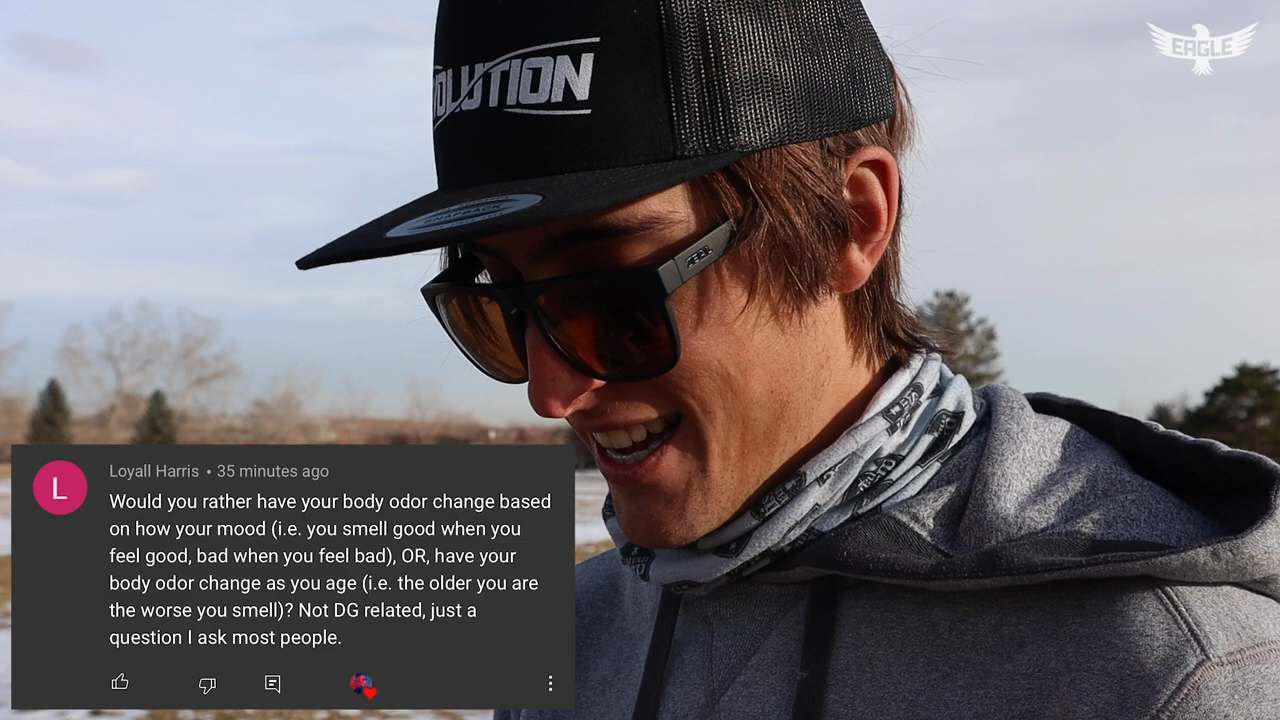 OLUTION
EAGLE
Loyall Harris • 35 minutes ago
Would you rather have your body odor change based
on how your mood (i.e. you smell good when you
feel good, bad when you feel bad), OR, have your
body odor change as you age (i.e. the older you are
the worse you smell)? Not DG related, just a
question I ask most people.
L